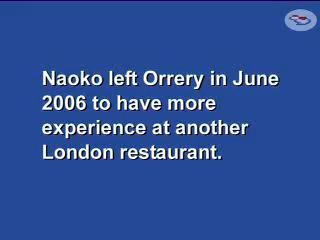 Naoko left Orrery in June
2006 to have more
experience at another
London restaurant.